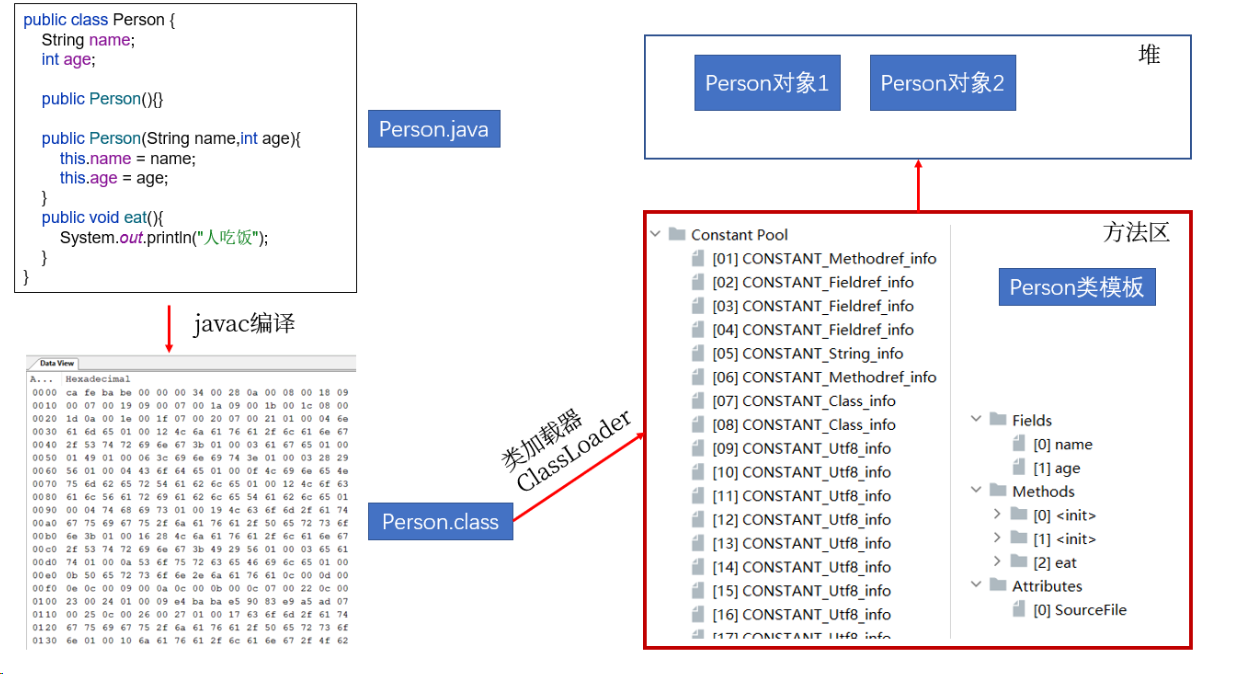 public class Person {
String name;
int age;
public Person(){}
public Person(String name,int age){
this.name = name;
this.age = age;
}
public void eat(){
System.out.println("人吃饭");
}
}
Person.java
javac编译
Data View
A... Hexadecimal
0000 ca fe ba be 00 00 00 34 00 28 0a 00 08 00 18 09
0010 00 07 00 19 09 00 07 00 1a 09 00 1b 00 1c 08 00
0020 1d 0a 00 1e 00 1f 07 00 20 07 00 21 01 00 04 6e
0030 61 6d 65 01 00 12 4c 6a 61 76 61 2f 6c 61 6e 67
0040 2f 53 74 72 69 6e 67 3b 01 00 03 61 67 65 01 00
0050 01 49 01 00 06 3c 69 6e 69 74 3e 01 00 03 28 29
0060 56 01 00 04 43 6f 64 65 01 00 0f 4c 69 6e 65 4e
0070 75 6d 62 65 72 54 61 62 6c 65 01 00 12 4c 6f 63
0080 61 6c 56 61 72 69 61 62 6c 65 54 61 62 6c 65 01
0090 00 04 74 68 69 73 01 00 19 4c 63 6f 6d 2f 61 74
00a0 67 75 69 67 75 2f 6a 61 76 61 2f 50 65 72 73 6f
00b0 6e 3b 01 00 16 28 4c 6a 61 76 61 2f 6c 61 6e 67
00c0 2f 53 74 72 69 6e 67 3b 49 29 56 01 00 03 65 61
00d0 74 01 00 0a 53 6f 75 72 63 65 46 69 6c 65 01 00
00e0 0b 50 65 72 73 6f 6e 2e 6a 61 76 61 0c 00 0d 00
00f0 0e 0c 00 09 00 0a 0c 00 0b 00 0c 07 00 22 0c 00
0100 23 00 24 01 00 09 e4 ba ba e5 90 83 e9 a5 ad 07
0110 00 25 0c 00 26 00 27 01 00 17 63 6f 6d 2f 61 74
0120 67 75 69 67 75 2f 6a 61 76 61 2f 50 65 72 73 6f
0130 6e 01 00 10 6a 61 76 61 2f 6c 61 6e 67 2f 4f 62
Person.class
类加载器
ClassLoader
堆
Person对象1
Person对象2
方法区
Constant Pool
[01] CONSTANT_Methodref_info
[02] CONSTANT_Fieldref_info
[03] CONSTANT_Fieldref_info
[04] CONSTANT_Fieldref_info
[05] CONSTANT_String_info
[06] CONSTANT_Methodref_info
[07] CONSTANT_Class_info
[08] CONSTANT_Class_info
[09] CONSTANT_Utf8_info
[10] CONSTANT_Utf8_info
[11] CONSTANT_Utf8_info
[12] CONSTANT_Utf8_info
[13] CONSTANT_Utf8_info
[14] CONSTANT_Utf8_info
[15] CONSTANT_Utf8_info
[16] CONSTANT_Utf8_info
[17] CONSTANT_Utf8_info
Person类模板
Fields
[0] name
[1] age
Methods
[0] <init>
[1] <init>
[2] eat
Attributes
[0] SourceFile